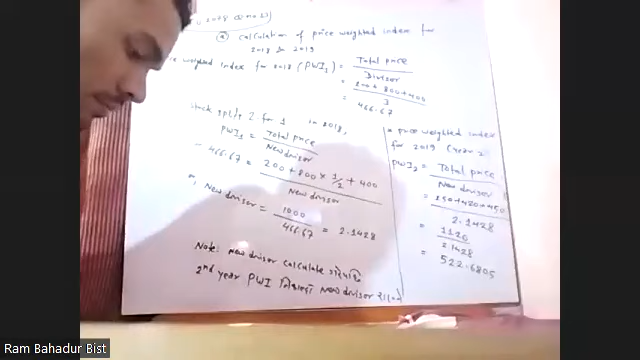 2018
(a) Calculation of price weighted index for
2018 & 2019
weighted index for 2018 (PWI₁) = Total price
Divisor
= 200 + 800 + 400
3
= 466.67
Stock split 2 for 1 in 2018,
PWI₁ = Total price
New divisor
466.67 = 200 + 800 × 1/2 + 400
New divisor
or, New divisor = 1000
466.67
= 2.1428
Note: New divisor calculate
2nd year PWI New divisor
* price weighted index
for 2019 (Year 2
PWI₂ = Total price
New divisor
= 250+420+450
2.1428
= 1120
2.1428
= 522.6805
Ram Bahadur Bist